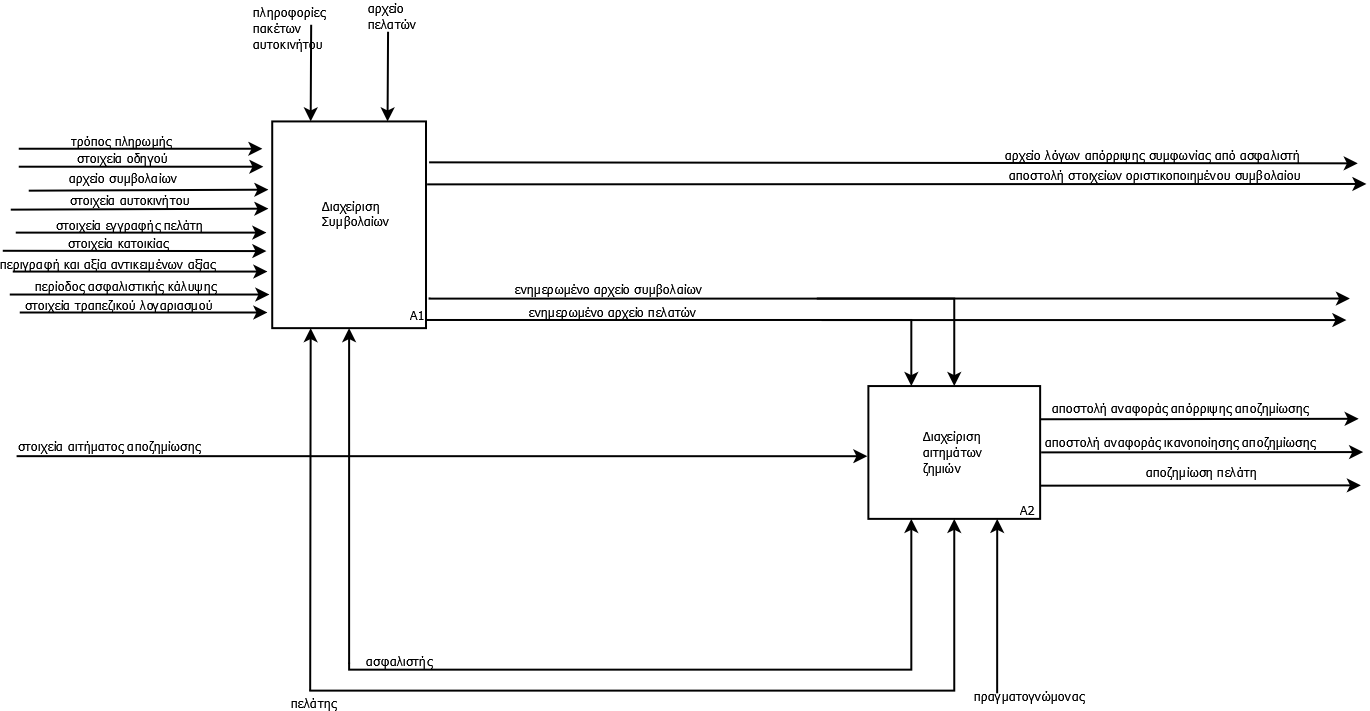 πληροφορίες
πακέτων
αυτοκινήτου
αρχείο
πελατών
τρόπος πληρωμής
στοιχεία οδηγού
αρχείο συμβολαίων
στοιχεία αυτοκινήτου
στοιχεία εγγραφής πελάτη
στοιχεία κατοικίας
περιγραφή και αξία αντικειμένων αξίας
περίοδος ασφαλιστικής κάλυψης
στοιχεία τραπεζικού λογαριασμού
Διαχείριση
Συμβολαίων
A1
αρχείο λόγων απόρριψης συμφωνίας από ασφαλιστή
αποστολή στοιχείων οριστικοποιημένου συμβολαίου
ενημερωμένο αρχείο συμβολαίων
ενημερωμένο αρχείο πελατών
στοιχεία αιτήματος αποζημίωσης
Διαχείριση
αιτημάτων
ζημιών
A2
αποστολή αναφοράς απόρριψης αποζημίωσης
αποστολή αναφοράς ικανοποίησης αποζημίωσης
αποζημίωση πελάτη
ασφαλιστής
πελάτης
πραγματογνώμονας